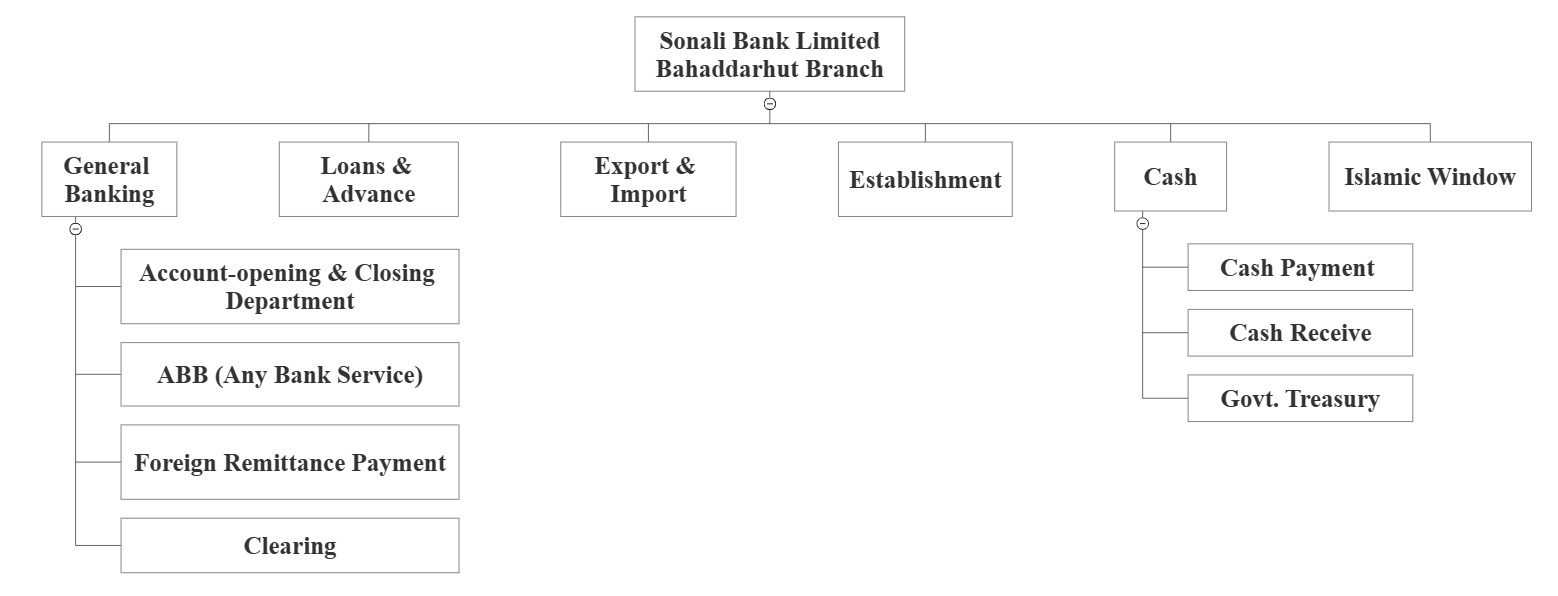 Sonali Bank Limited
Bahaddarhut Branch
General
Banking
Loans &
Advance
Export &
Import
Establishment
Cash
Islamic Window
Account-opening & Closing
Department
ABB (Any Bank Service)
Foreign Remittance Payment
Clearing
Cash Payment
Cash Receive
Govt. Treasury